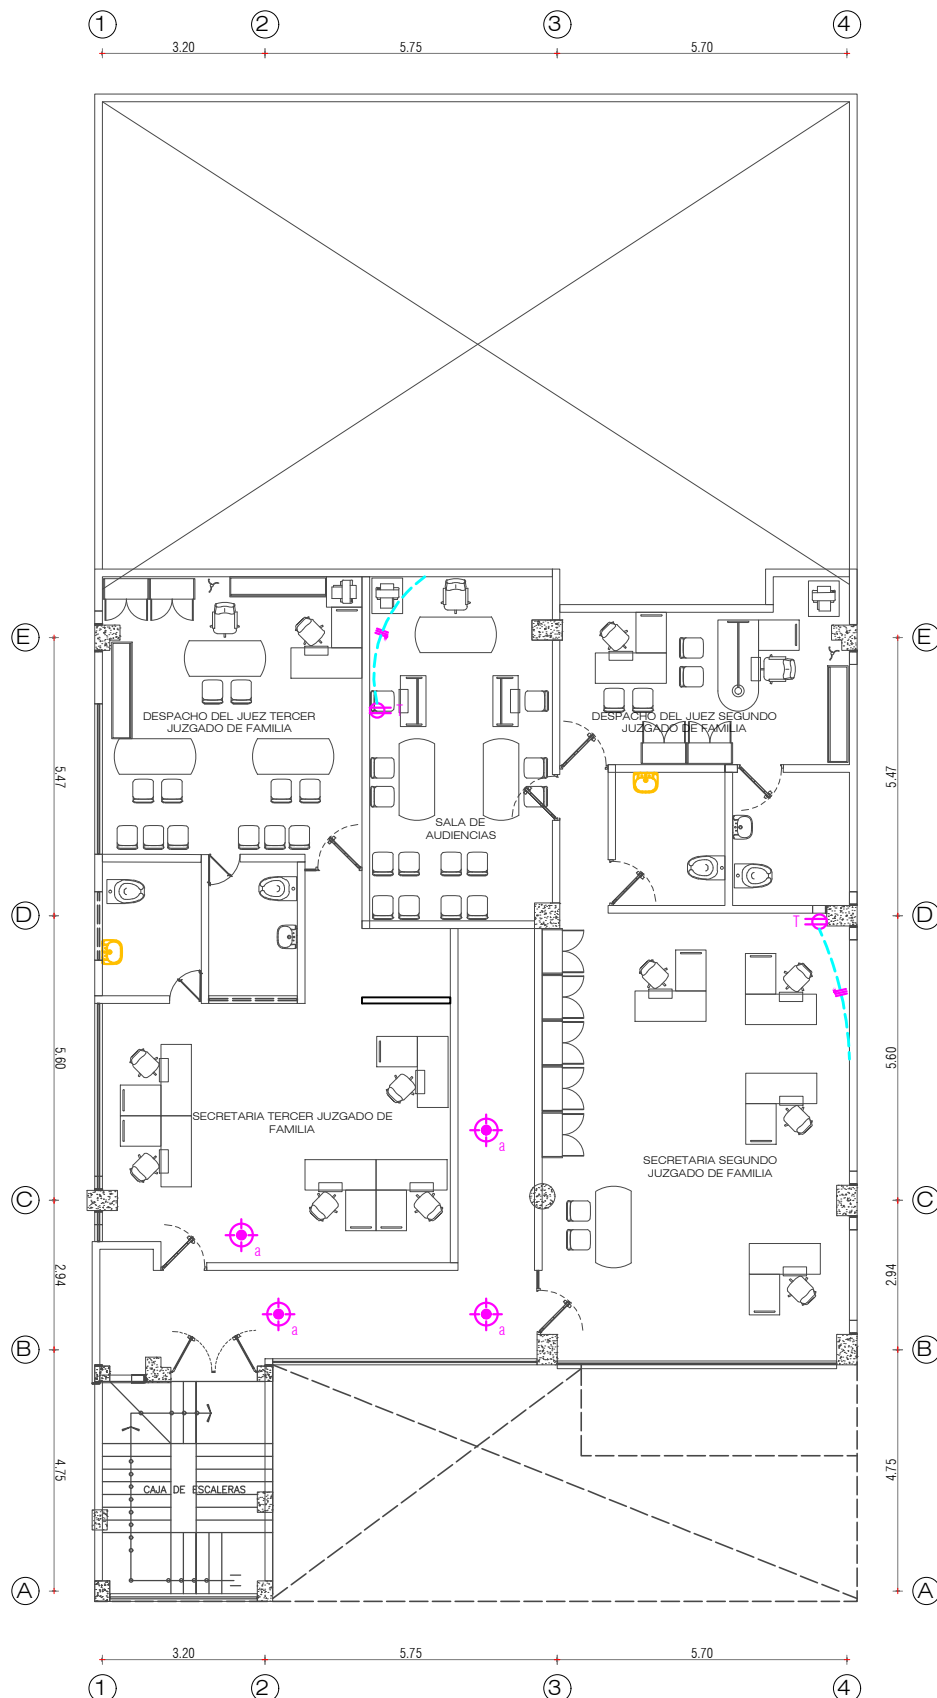 1 2 3 4
3.20 5.75 5.70
E E
DESPACHO DEL JUEZ TERCER
JUZGADO DE FAMILIA
T
DESPACHO DEL JUEZ SEGUNDO
JUZGADO DE FAMILIA
5.47 5.47
SALA DE
AUDIENCIAS
D D
T
5.60 5.60
SECRETARIA TERCER JUZGADO DE
FAMILIA
a
SECRETARIA SEGUNDO
JUZGADO DE FAMILIA
C C
a
2.94 2.94
a a
B B
4.75 4.75
CAJA DE ESCALERAS
A A
3.20 5.75 5.70
1 2 3 4